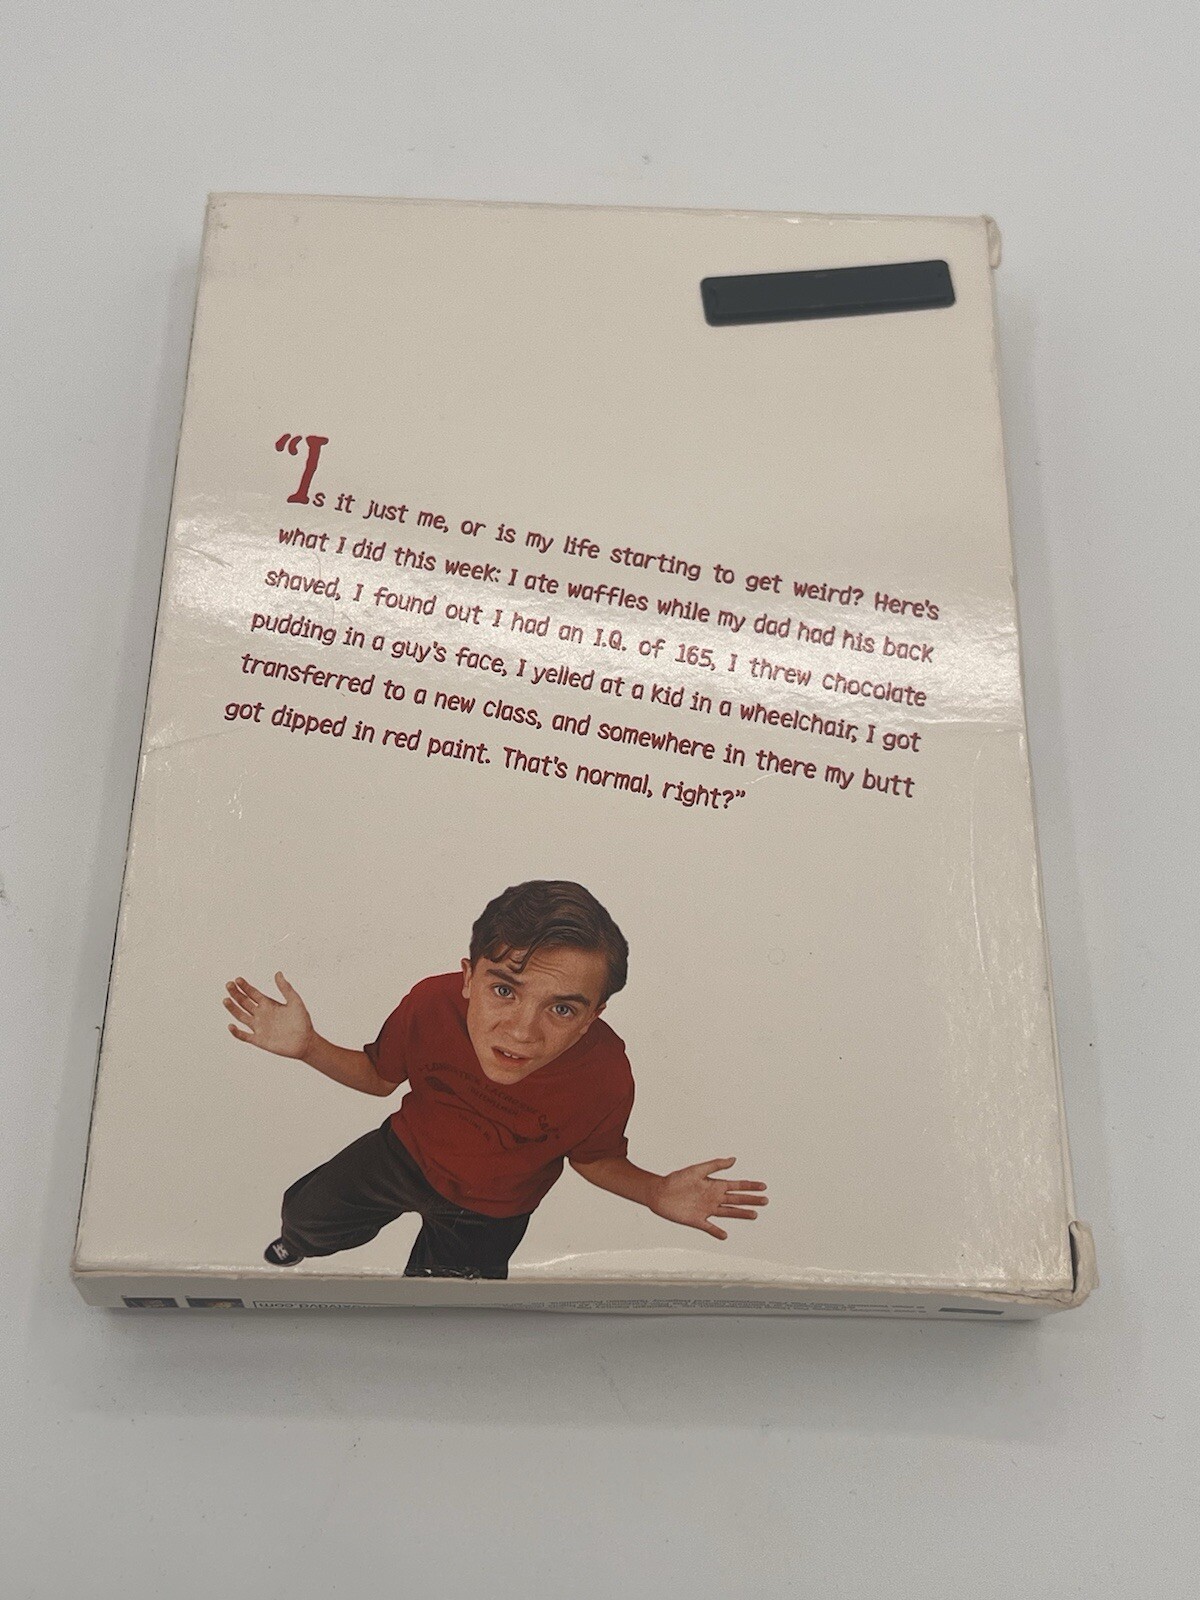 “Is it just me, or is my life starting to get weird? Here's
what I did this week: I ate waffles while my dad had his back
shaved, I found out I had an I.Q. of 165, I threw chocolate
pudding in a guy's face, I yelled at a kid in a wheelchair, I got
transferred to a new class, and somewhere in there my butt
got dipped in red paint. That's normal, right?”